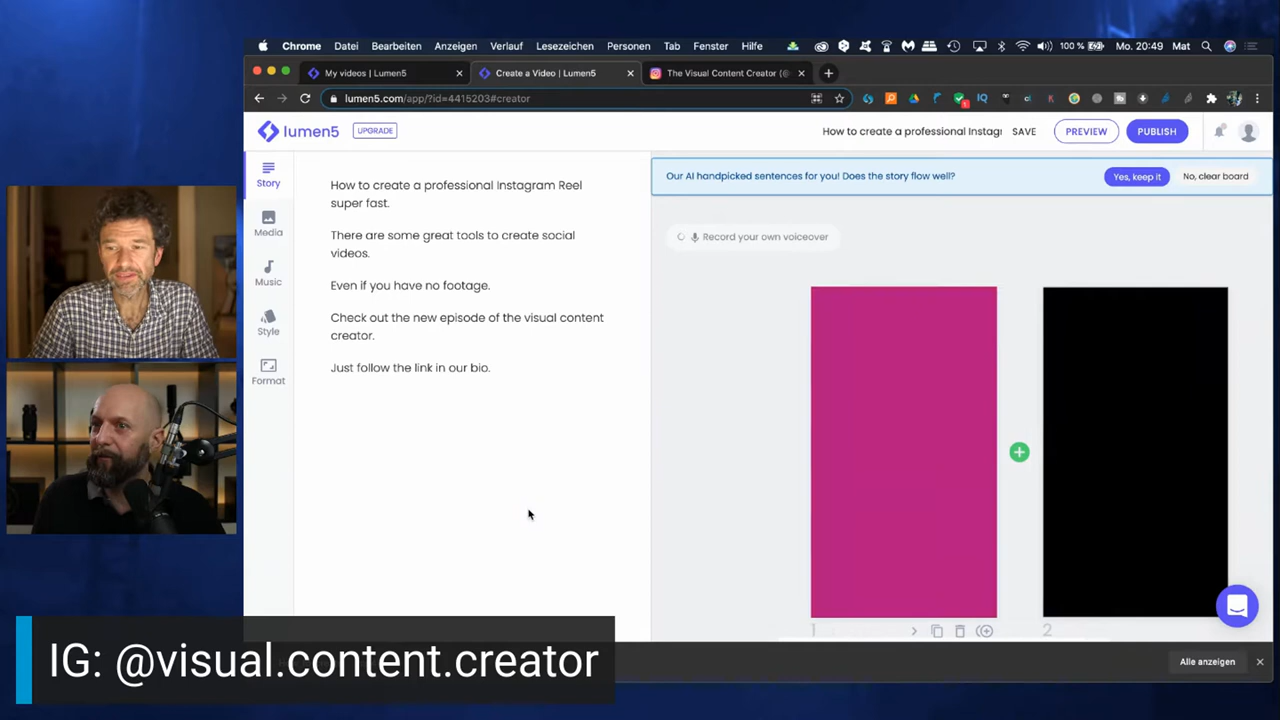 Chrome Datei Bearbeiten Anzeigen Verlauf Lesezeichen Personen Tab Fenster Hilfe 100 % Mo. 20:49 Mat
My videos | Lumen5
Create a Video | Lumen5
The Visual Content Creator (@
lumen5.com/app/?id=4415203#creator
lumen5 UPGRADE
How to create a professional Instagi SAVE PREVIEW PUBLISH
Story
Media
Music
Style
Format
How to create a professional Instagram Reel
super fast.
There are some great tools to create social
videos.
Even if you have no footage.
Check out the new episode of the visual content
creator.
Just follow the link in our bio.
Our AI handpicked sentences for you! Does the story flow well? Yes, keep it No, clear board
Record your own voiceover
1
2
Alle anzeigen
IG: @visual.content.creator